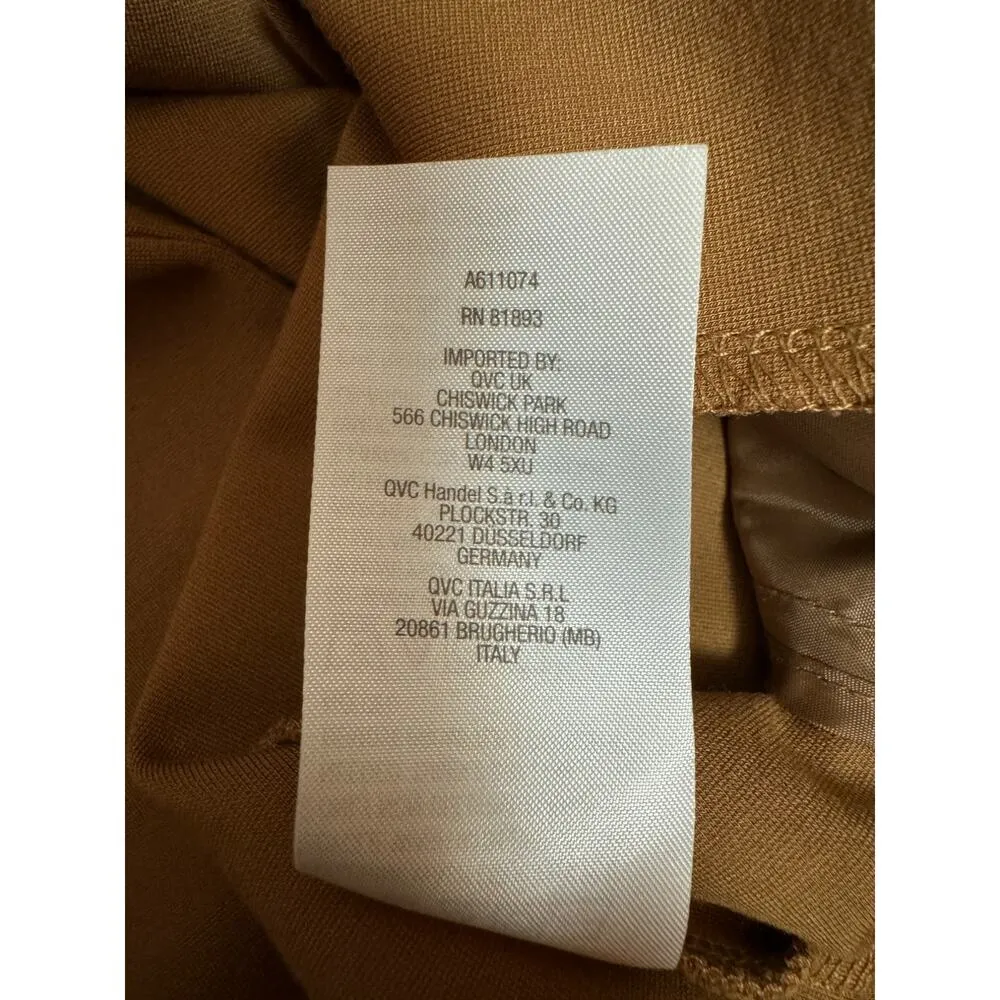 A611074
RN 81893
IMPORTED BY:
QVC UK
CHISWICK PARK
566 CHISWICK HIGH ROAD
LONDON
W4 5XU
QVC Handel S.à r.l. & Co. KG
PLOCKSTR. 30
40221 DÜSSELDORF
GERMANY
QVC ITALIA S.R.L
VIA GUZZINA 18
20861 BRUGHERIO (MB)
ITALY